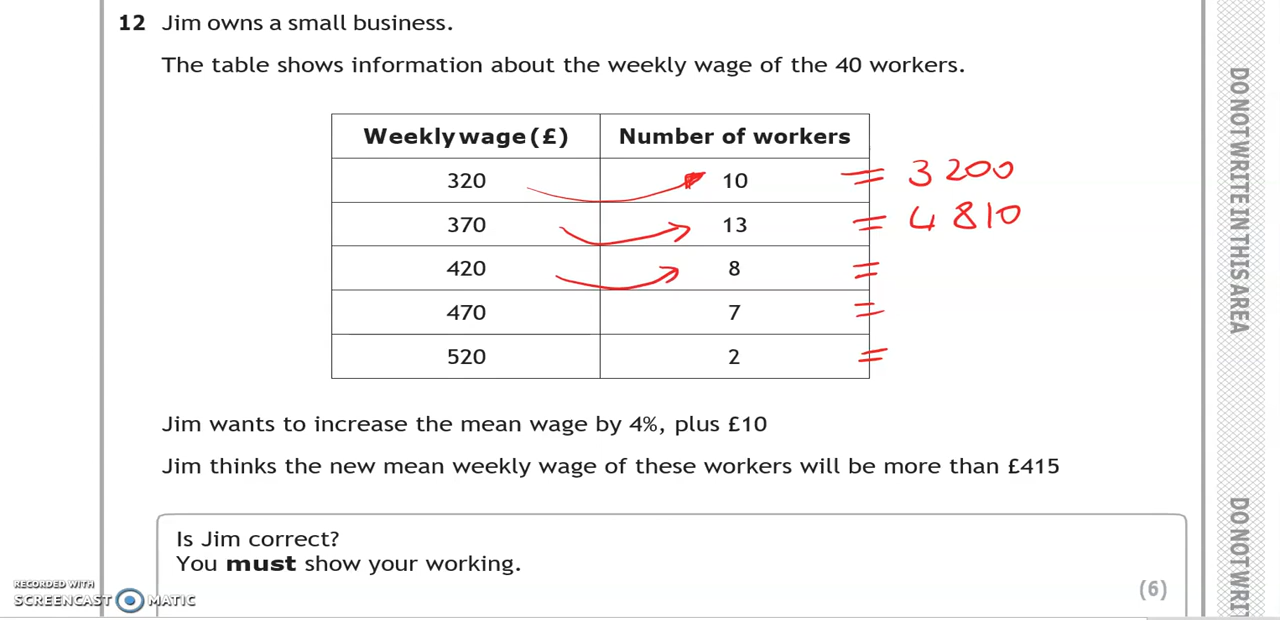 12 Jim owns a small business.
The table shows information about the weekly wage of the 40 workers.
Weekly wage (£) Number of workers
320 10 = 3200
370 13 = 4810
420 8 =
470 7 =
520 2 =
Jim wants to increase the mean wage by 4%, plus £10
Jim thinks the new mean weekly wage of these workers will be more than £415
Is Jim correct?
You must show your working.
(6)
DO NOT WRITE IN THIS AREA
DO NOT WRI
RECORDED WITH
SCREENCAST MATIC